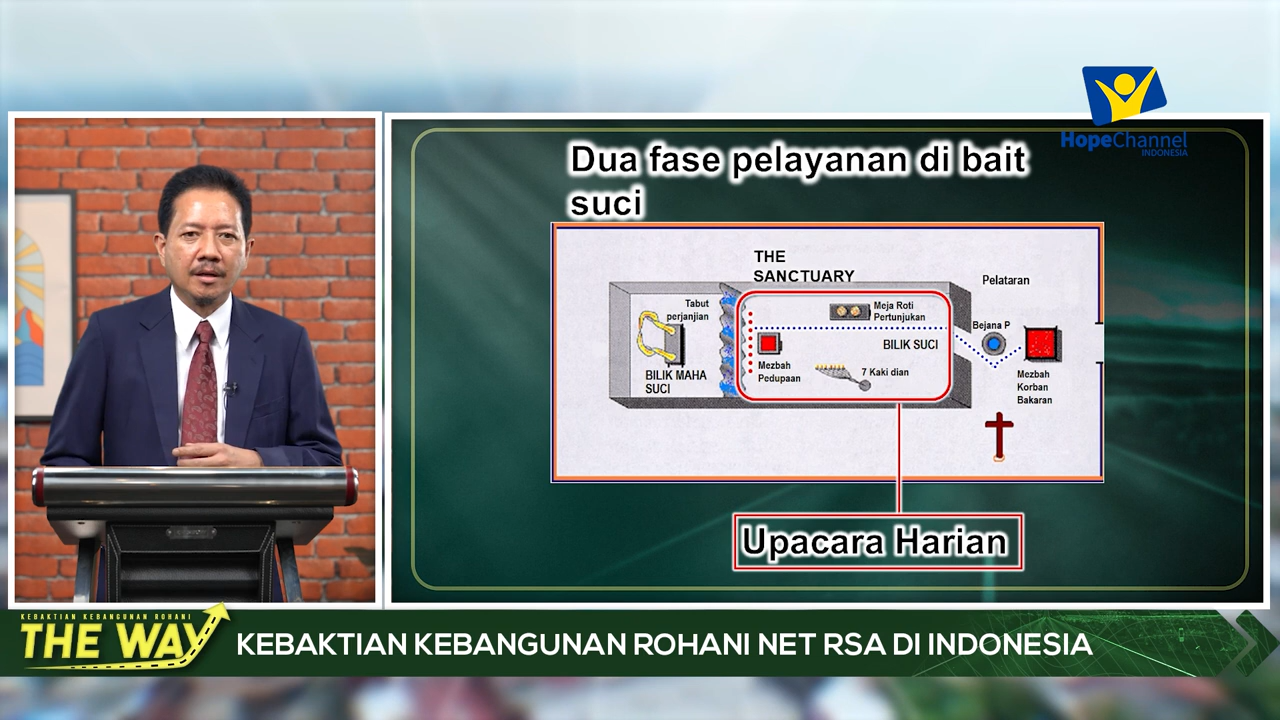 HopeChannel
INDONESIA
Dua fase pelayanan di bait
suci
THE
SANCTUARY
Pelataran
Tabut
perjanjian
Meja Roti
Pertunjukan
Bejana P
BILIK SUCI
Mezbah
Pedupaan
7 Kaki dian
BILIK MAHA
SUCI
Mezbah
Korban
Bakaran
Upacara Harian
KEBAKTIAN KEBANGUNAN ROHANI
THE WAY
KEBAKTIAN KEBANGUNAN ROHANI NET RSA DI INDONESIA